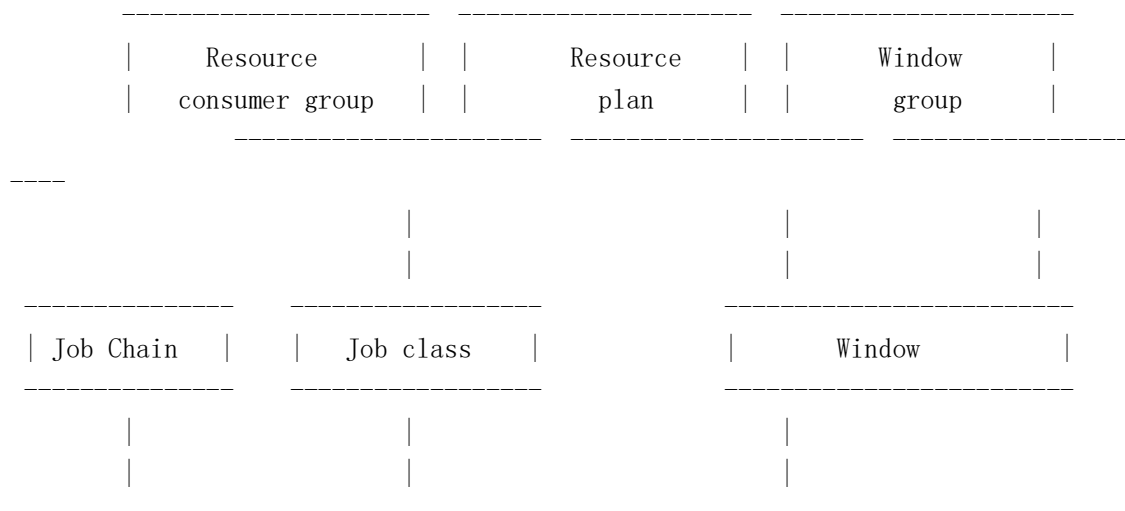 Resource Resource Window
consumer group plan group
Job Chain Job class Window